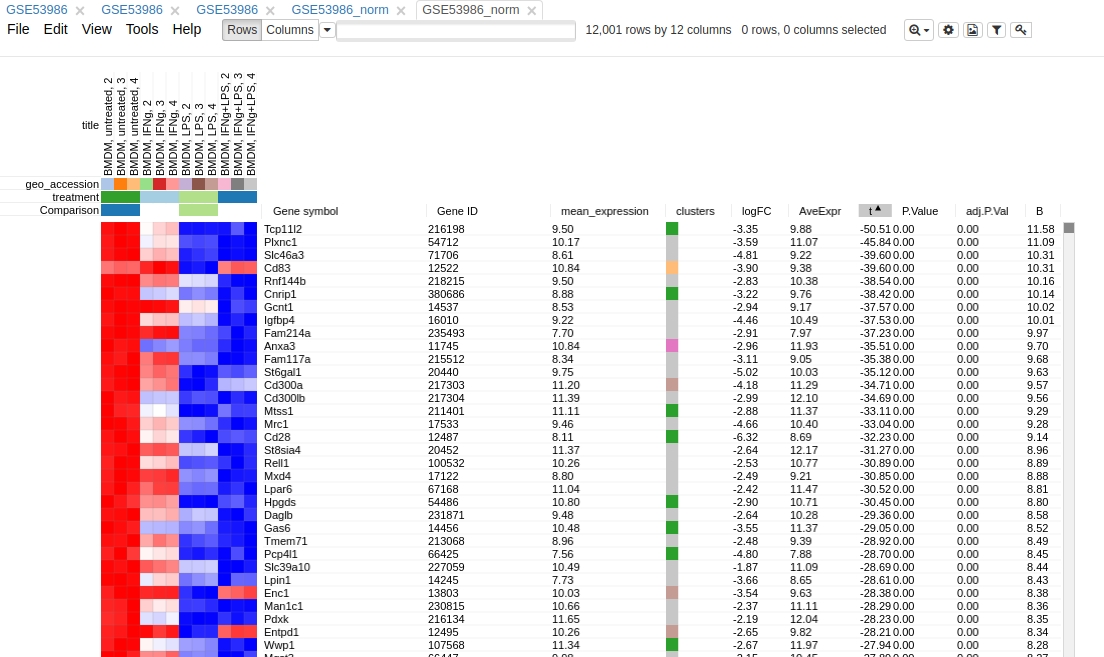 GSE53986 × GSE53986 × GSE53986 × GSE53986_norm × GSE53986_norm ×
File Edit View Tools Help Rows Columns 12,001 rows by 12 columns 0 rows, 0 columns selected
BMDM, untreated, 2
BMDM, untreated, 3
BMDM, untreated, 4
BMDM, IFNg, 2
BMDM, IFNg, 3
BMDM, IFNg, 4
BMDM, LPS, 2
BMDM, LPS, 3
BMDM, LPS, 4
BMDM, IFNg+LPS, 2
BMDM, IFNg+LPS, 3
BMDM, IFNg+LPS, 4
title
geo_accession
treatment
Comparison
Gene symbol Gene ID mean_expression clusters logFC AveExpr t P.Value adj.P.Val B
Tcp11l2 216198 9.50 -3.35 9.88 -50.51 0.00 0.00 11.58
Plxnc1 54712 10.17 -3.59 11.07 -45.84 0.00 0.00 11.09
Slc46a3 71706 8.61 -4.81 9.22 -39.60 0.00 0.00 10.31
Cd83 12522 10.84 -3.90 9.38 -39.60 0.00 0.00 10.31
Rnf144b 218215 9.50 -2.83 10.38 -38.54 0.00 0.00 10.16
Cnrip1 380686 8.88 -3.22 9.76 -38.42 0.00 0.00 10.14
Gcnt1 14537 8.53 -2.94 9.17 -37.57 0.00 0.00 10.02
Igfbp4 16010 9.22 -4.46 10.49 -37.53 0.00 0.00 10.01
Fam214a 235493 7.70 -2.91 7.97 -37.23 0.00 0.00 9.97
Anxa3 11745 10.84 -2.96 11.93 -35.51 0.00 0.00 9.70
Fam117a 215512 8.34 -3.11 9.05 -35.38 0.00 0.00 9.68
St6gal1 20440 9.75 -5.02 10.03 -35.12 0.00 0.00 9.63
Cd300a 217303 11.20 -4.18 11.29 -34.71 0.00 0.00 9.57
Cd300lb 217304 11.39 -2.99 12.10 -34.69 0.00 0.00 9.56
Mtss1 211401 11.11 -2.88 11.37 -33.11 0.00 0.00 9.29
Mrc1 17533 9.46 -4.66 10.40 -33.04 0.00 0.00 9.28
Cd28 12487 8.11 -6.32 8.69 -32.23 0.00 0.00 9.14
St8sia4 20452 11.37 -2.64 12.17 -31.27 0.00 0.00 8.96
Rell1 100532 10.26 -2.53 10.77 -30.89 0.00 0.00 8.89
Mxd4 17122 8.80 -2.49 9.21 -30.85 0.00 0.00 8.88
Lpar6 67168 11.04 -2.42 11.47 -30.52 0.00 0.00 8.81
Hpgds 54486 10.80 -2.90 10.71 -30.45 0.00 0.00 8.80
Daglb 231871 9.48 -2.64 10.28 -29.36 0.00 0.00 8.58
Gas6 14456 10.48 -3.55 11.37 -29.05 0.00 0.00 8.52
Tmem71 213068 8.96 -2.48 9.39 -28.92 0.00 0.00 8.49
Pcp4l1 66425 7.56 -4.80 7.88 -28.70 0.00 0.00 8.45
Slc39a10 227059 10.49 -1.87 11.09 -28.69 0.00 0.00 8.44
Lpin1 14245 7.73 -3.66 8.65 -28.61 0.00 0.00 8.43
Enc1 13803 10.03 -3.54 9.63 -28.38 0.00 0.00 8.38
Man1c1 230815 10.66 -2.37 11.11 -28.29 0.00 0.00 8.36
Pdxk 216134 11.65 -2.19 12.04 -28.23 0.00 0.00 8.35
Entpd1 12495 10.26 -2.65 9.82 -28.21 0.00 0.00 8.34
Wwp1 107568 11.34 -2.67 11.97 -27.94 0.00 0.00 8.28